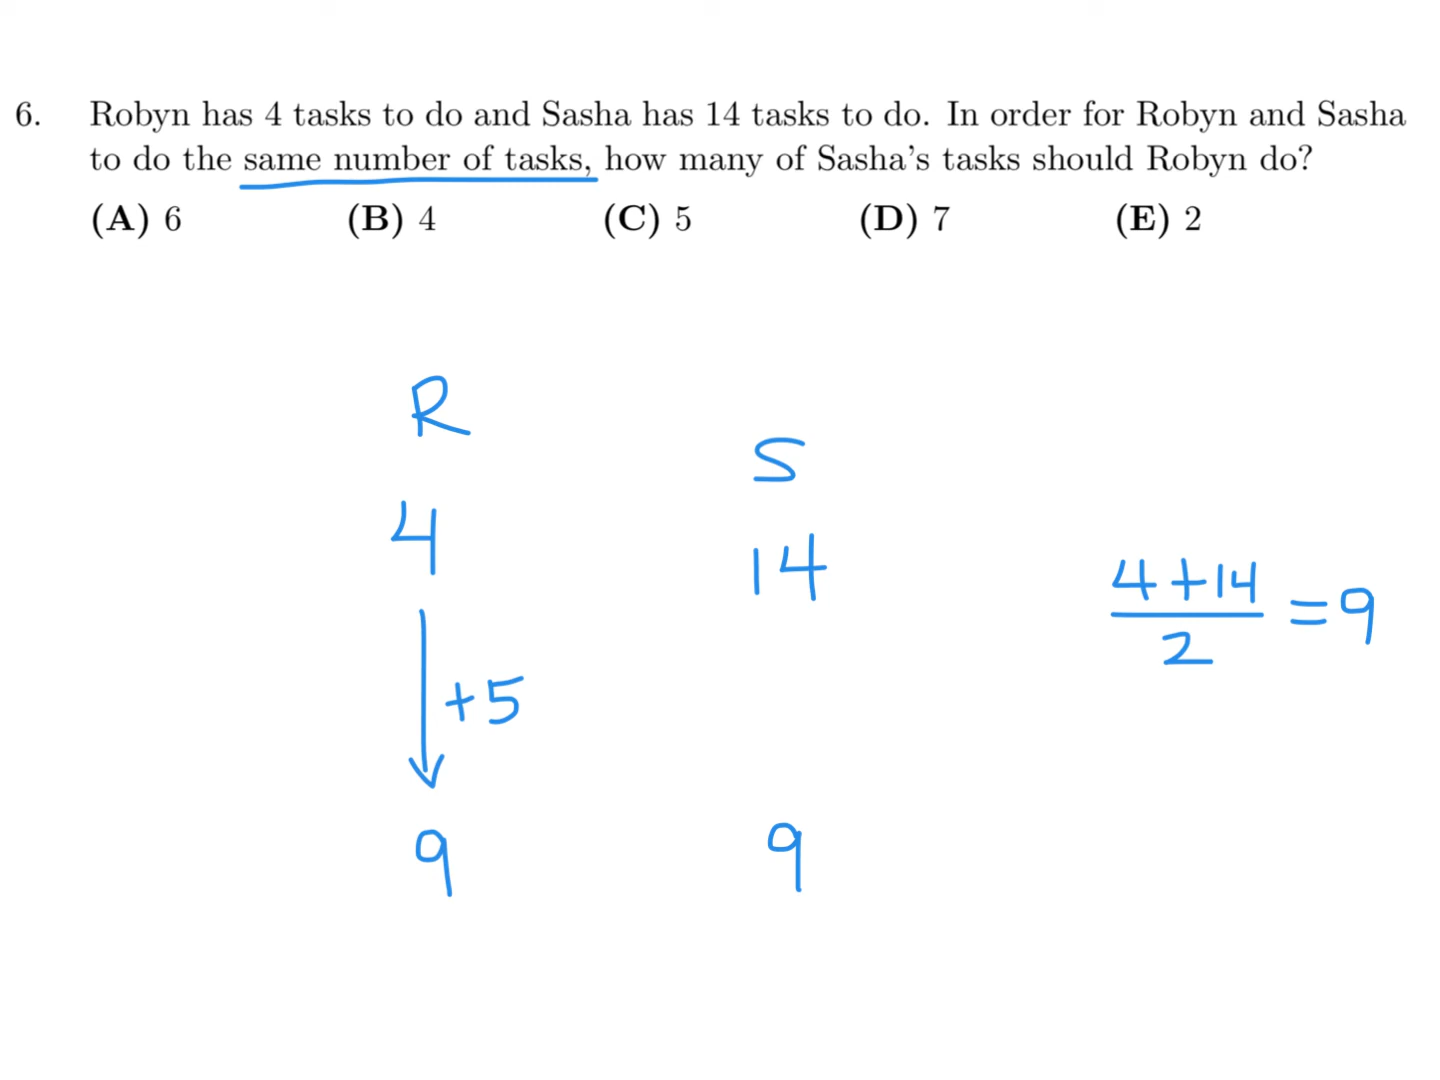 6. Robyn has 4 tasks to do and Sasha has 14 tasks to do. In order for Robyn and Sasha
to do the same number of tasks, how many of Sasha's tasks should Robyn do?
(A) 6 (B) 4 (C) 5 (D) 7 (E) 2
R
S
4
14
4+14
2
=9
+5
9
9